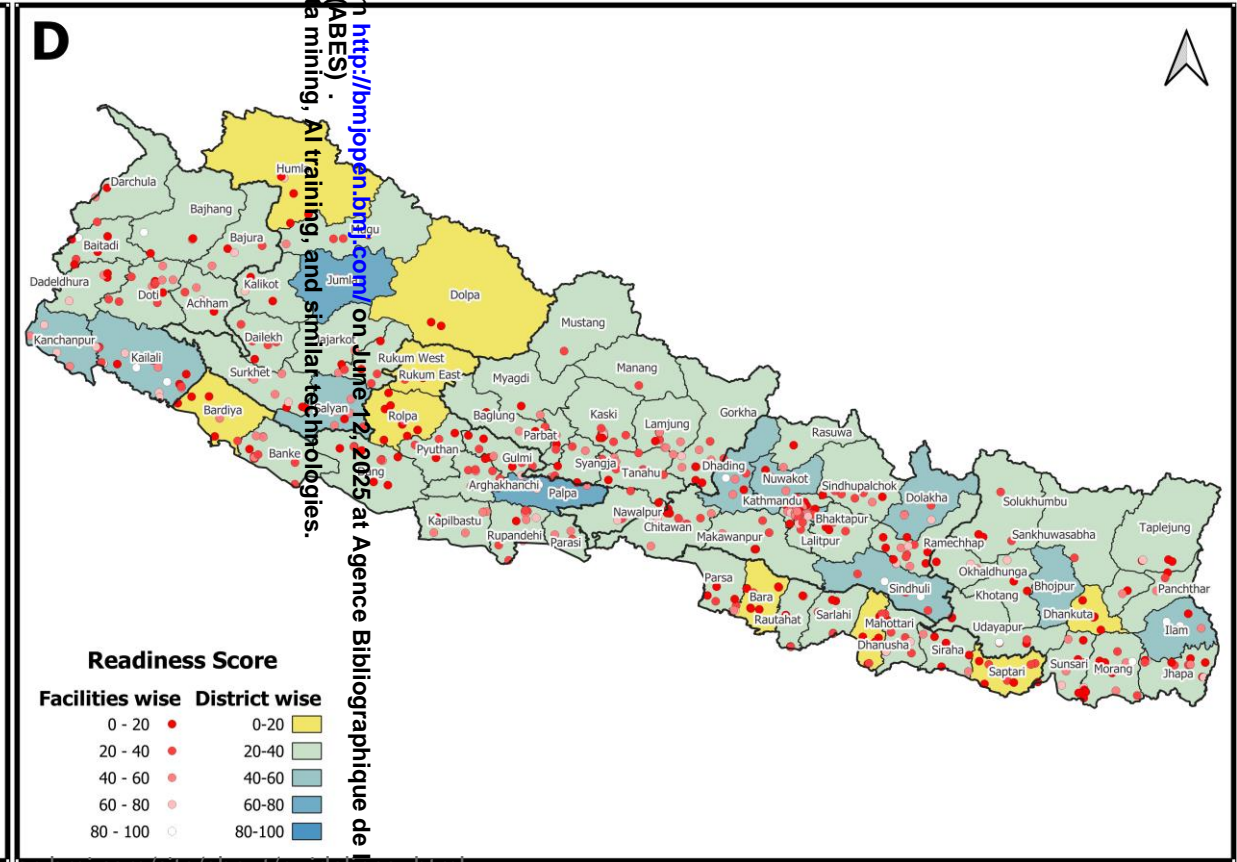 D
n http://bmjopen.bmj.com/ on June 12, 2025 at Agence Bibliographique de l
(ABES) .
ta mining, AI training, and similar technologies.
Darchula
Bajhang
Baitadi
Bajura
Dadeldhura
Doti
Achham
Kalikot
Dolpa
Mustang
Kanchanpur
Kailali
Dailekh
Surkhet
Rukum West
Rukum East
Myagdi
Manang
Bardiya
Rolpa
Baglung
Kaski
Lamjung
Gorkha
Rasuwa
Parbat
Banke
Pyuthan
Gulmi
Syangja
Tanahu
Dhading
Nuwakot
Sindhupalchok
Arghakhanchi
Palpa
Kathmandu
Dolakha
Solukhumbu
Kapilbastu
Nawalpur
Chitawan
Bhaktapur
Rupandehi
Parasi
Makawanpur
Lalitpur
Ramechhap
Sankhuwasabha
Taplejung
Parsa
Bara
Sindhuli
Okhaldhunga
Khotang
Bhojpur
Panchthar
Rautahat
Sarlahi
Mahottari
Dhankuta
Udayapur
Ilam
Dhanusha
Siraha
Saptari
Sunsari
Morang
Jhapa
Readiness Score
Facilities wise District wise
0 - 20 0-20
20 - 40 20-40
40 - 60 40-60
60 - 80 60-80
80 - 100 80-100